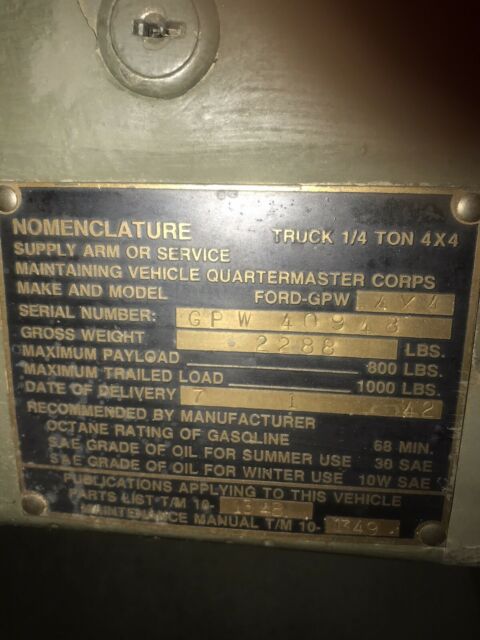 NOMENCLATURE TRUCK 1/4 TON 4X4
SUPPLY ARM OR SERVICE
MAINTAINING VEHICLE QUARTERMASTER CORPS
MAKE AND MODEL FORD-GPW 4X4
SERIAL NUMBER: GPW 40948
GROSS WEIGHT 2288 LBS.
MAXIMUM PAYLOAD 800 LBS.
MAXIMUM TRAILED LOAD 1000 LBS.
DATE OF DELIVERY 7 1 42
RECOMMENDED BY MANUFACTURER
OCTANE RATING OF GASOLINE 68 MIN.
SAE GRADE OF OIL FOR SUMMER USE 30 SAE
SAE GRADE OF OIL FOR WINTER USE 10W SAE
PUBLICATIONS APPLYING TO THIS VEHICLE
PARTS LIST T/M 10- 1348
MAINTENANCE MANUAL T/M 10- 1349